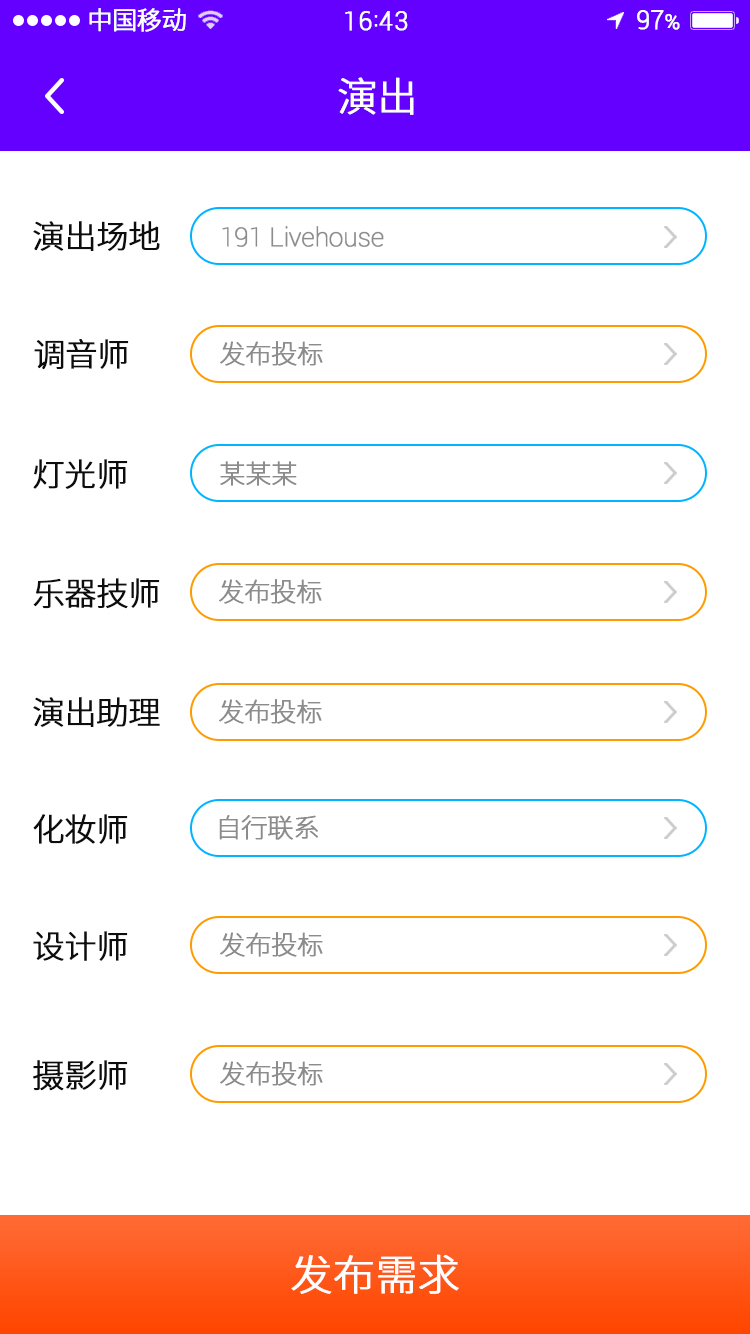 中国移动 16:43 97%
演出
演出场地 191 Livehouse
调音师 发布投标
灯光师 某某某
乐器技师 发布投标
演出助理 发布投标
化妆师 自行联系
设计师 发布投标
摄影师 发布投标
发布需求